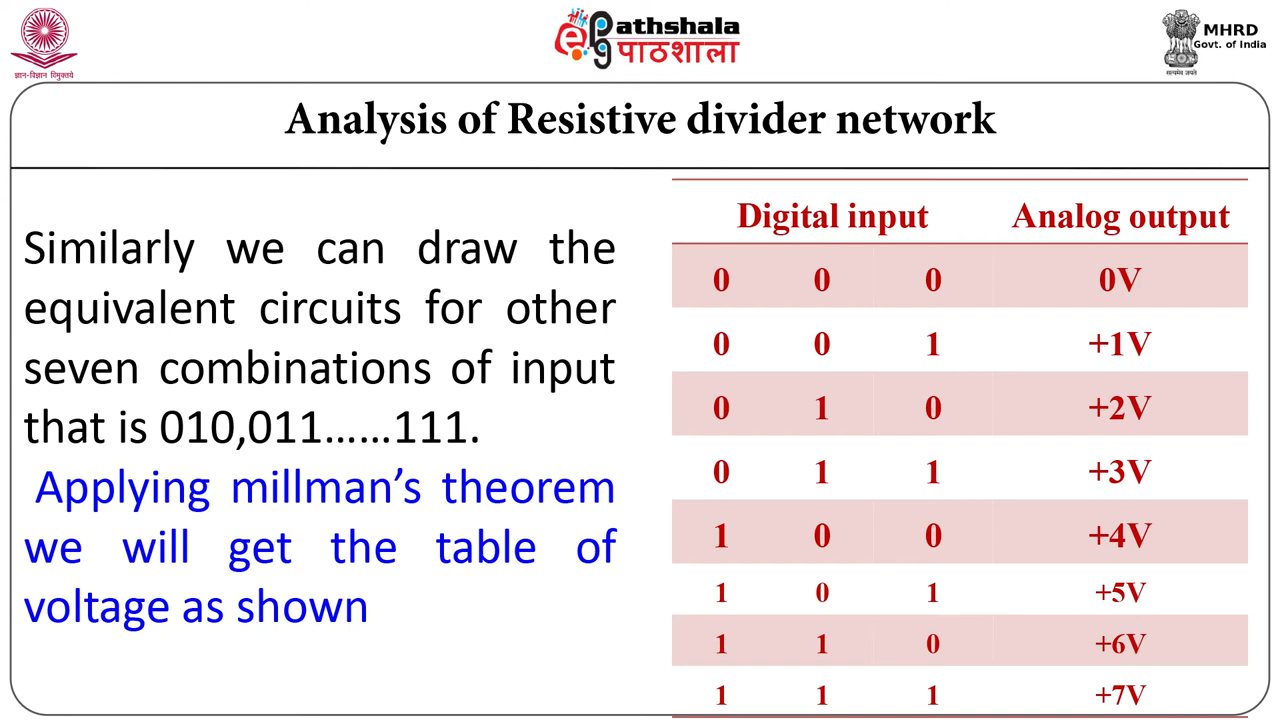 ज्ञान-विज्ञान विमुक्तये
ePathshala
पाठशाला
MHRD
Govt. of India
सत्यमेव जयते
Analysis of Resistive divider network
Similarly we can draw the
equivalent circuits for other
seven combinations of input
that is 010,011……111.
Applying millman’s theorem
we will get the table of
voltage as shown
Digital input Analog output
0 0 0 0V
0 0 1 +1V
0 1 0 +2V
0 1 1 +3V
1 0 0 +4V
1 0 1 +5V
1 1 0 +6V
1 1 1 +7V